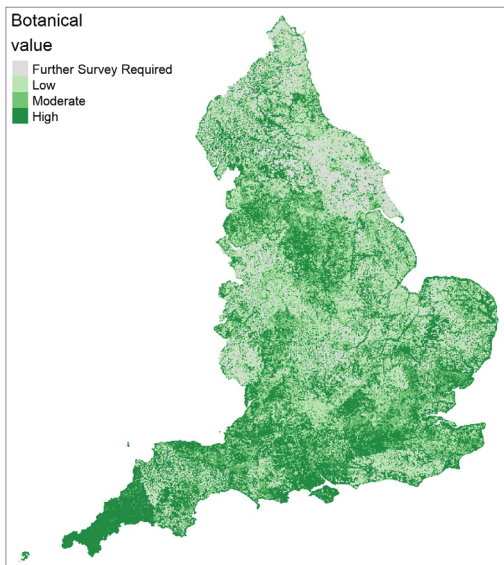 Botanical
value
Further Survey Required
Low
Moderate
High